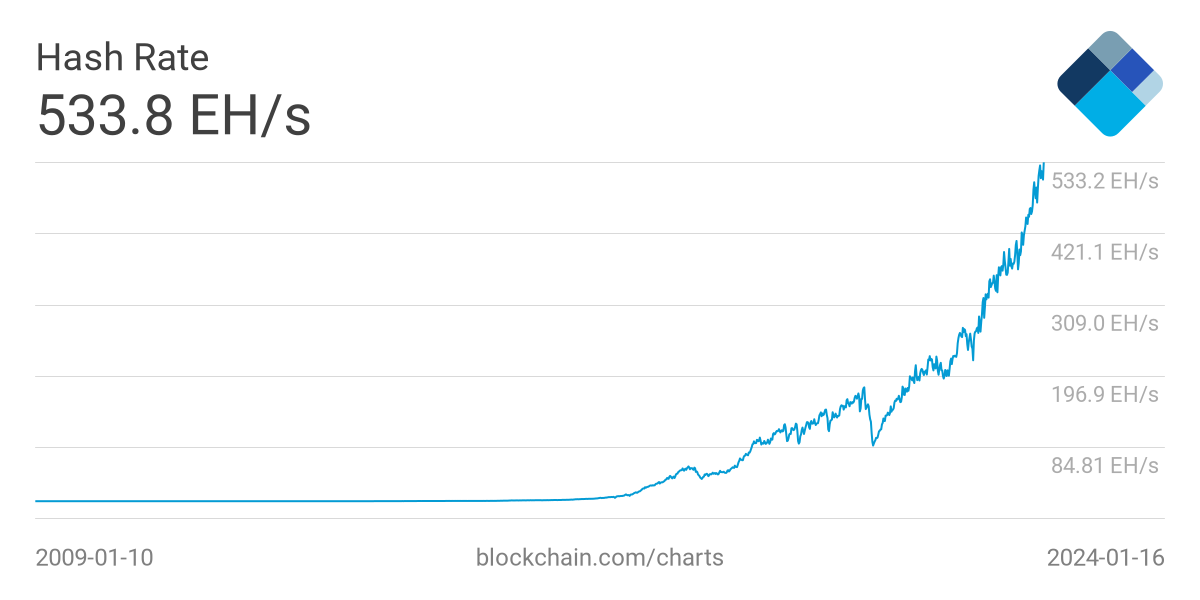 Hash Rate
533.8 EH/s
533.2 EH/s
421.1 EH/s
309.0 EH/s
196.9 EH/s
84.81 EH/s
2009-01-10 blockchain.com/charts 2024-01-16